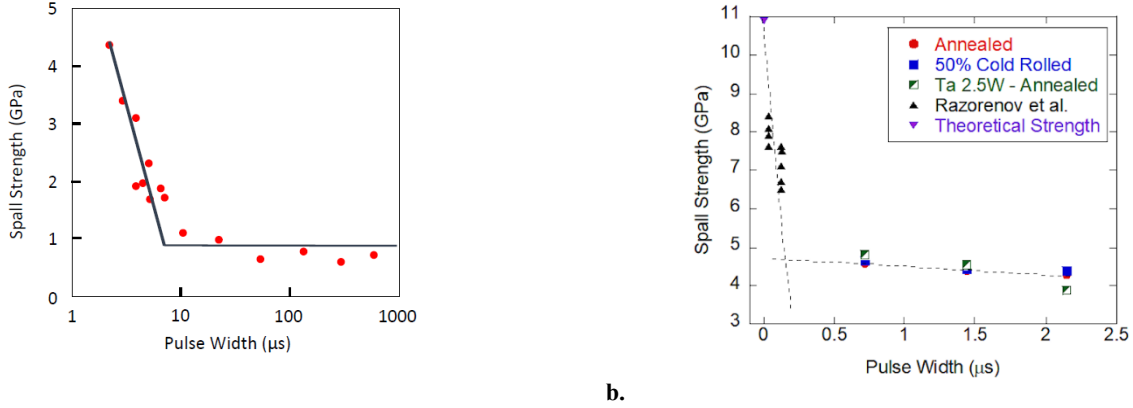 5
4
3
2
1
0
Spall Strength (GPa)
1
10
100
1000
Pulse Width (μs)
11
10
9
8
7
6
5
4
3
Spall Strength (GPa)
Annealed
50% Cold Rolled
Ta 2.5W - Annealed
Razorenov et al.
Theoretical Strength
0
0.5
1
1.5
2
2.5
Pulse Width (μs)
b.